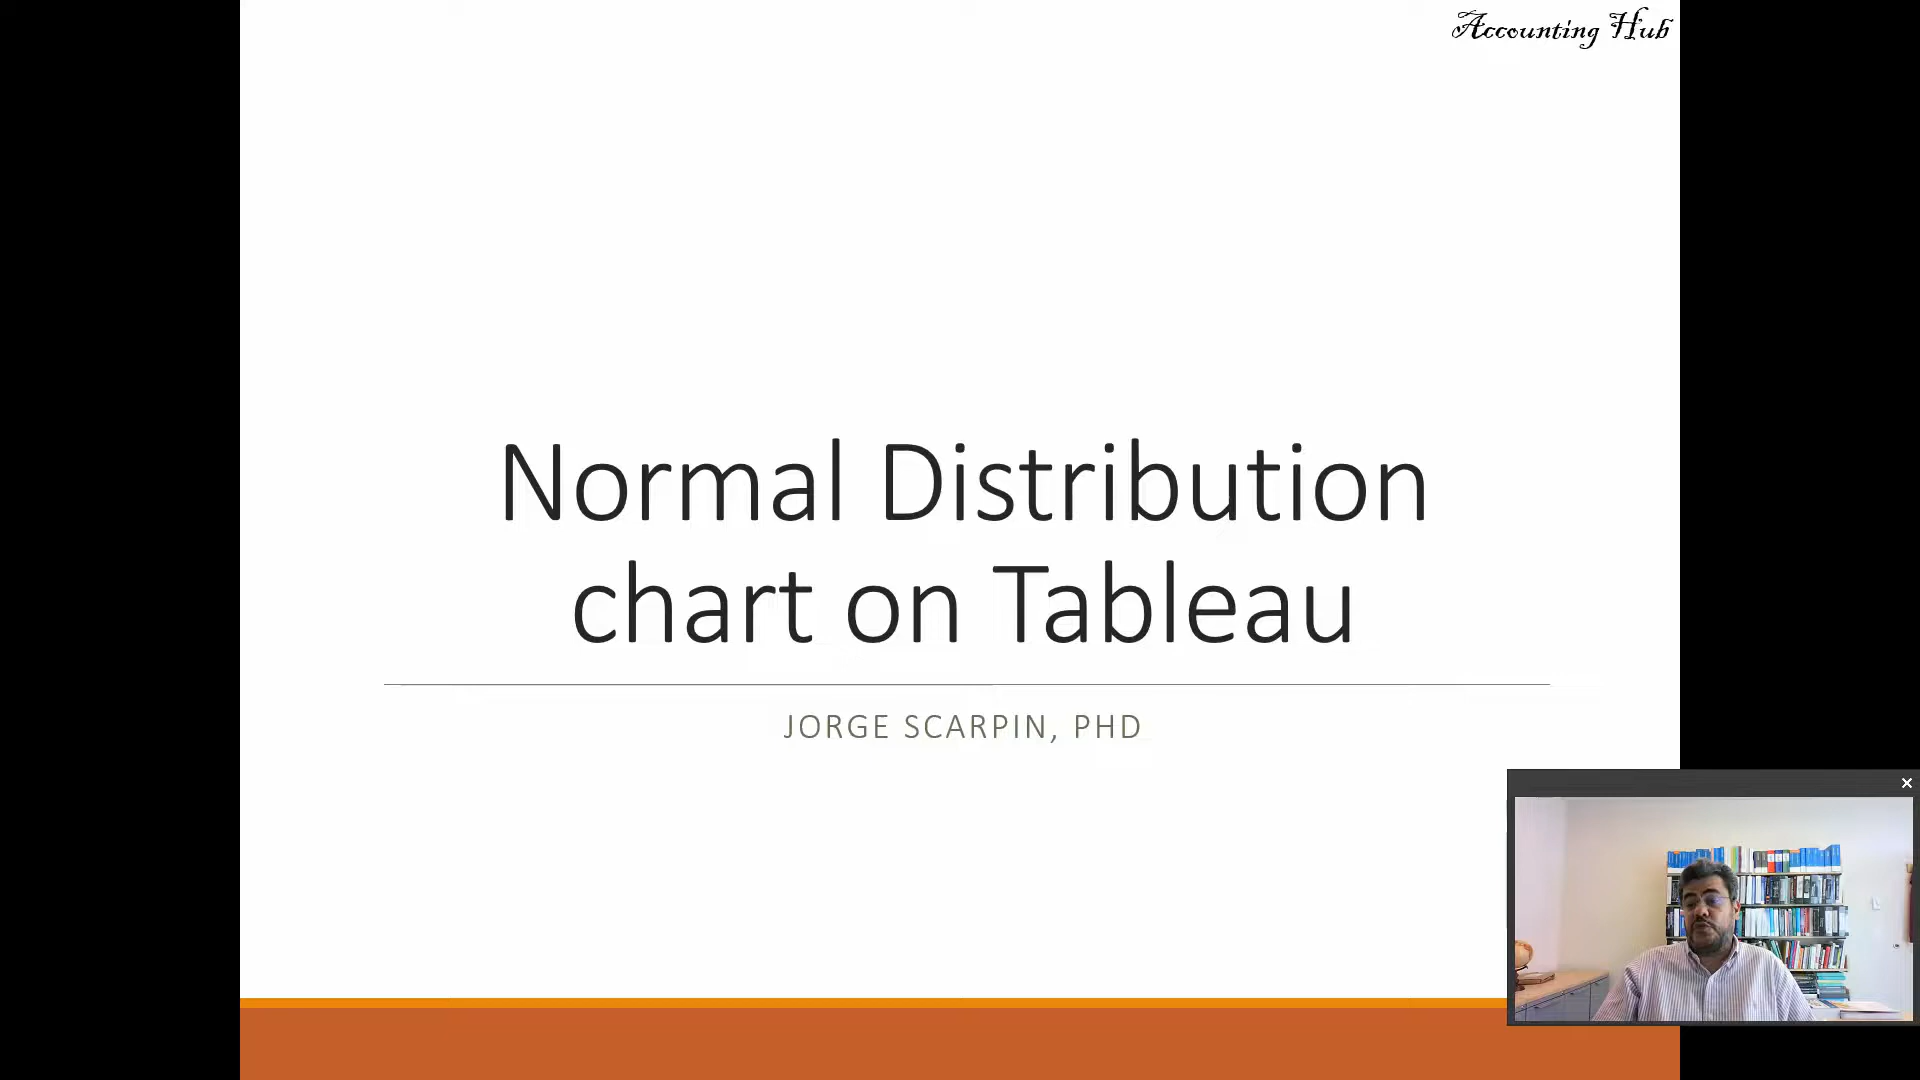 Accounting Hub
Normal Distribution
chart on Tableau
JORGE SCARPIN, PHD